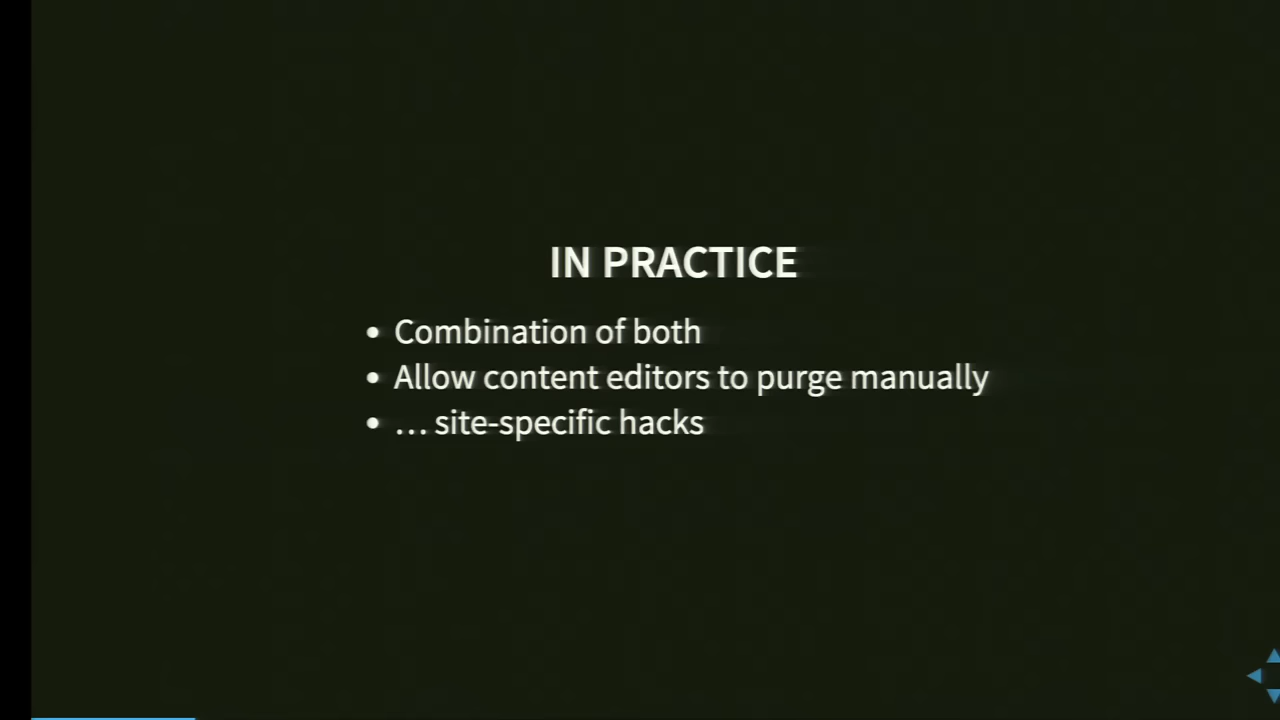 IN PRACTICE
• Combination of both
• Allow content editors to purge manually
• … site-specific hacks